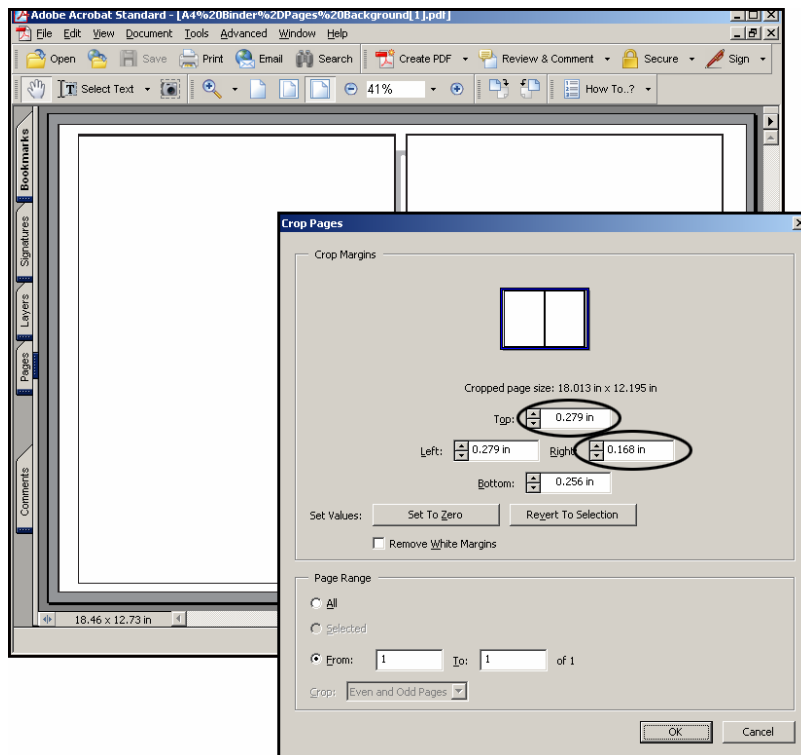 Adobe Acrobat Standard - [A4%20Binder%2DPages%20Background[1].pdf]
File Edit View Document Tools Advanced Window Help
Open Save Print Email Search Create PDF Review & Comment Secure Sign
Select Text 41% How To..?
Bookmarks
Signatures
Layers
Pages
Comments
18.46 x 12.73 in
Crop Pages
Crop Margins
Cropped page size: 18.013 in x 12.195 in
Top: 0.279 in
Left: 0.279 in Right: 0.168 in
Bottom: 0.256 in
Set Values: Set To Zero Revert To Selection
Remove White Margins
Page Range
All
Selected
From: 1 To: 1 of 1
Crop: Even and Odd Pages
OK Cancel